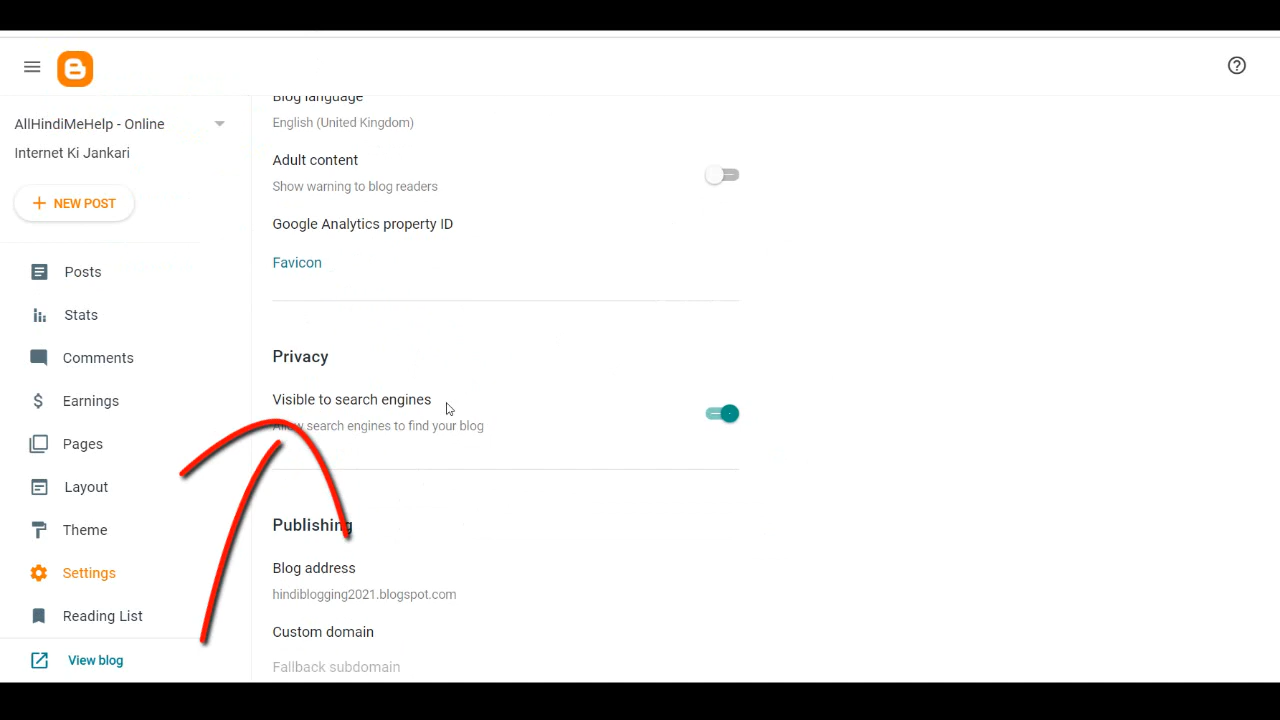 AllHindiMeHelp - Online
Internet Ki Jankari
NEW POST
Posts
Stats
Comments
Earnings
Pages
Layout
Theme
Settings
Reading List
View blog
Blog language
English (United Kingdom)
Adult content
Show warning to blog readers
Google Analytics property ID
Favicon
Privacy
Visible to search engines
Allow search engines to find your blog
Publishing
Blog address
hindiblogging2021.blogspot.com
Custom domain
Fallback subdomain